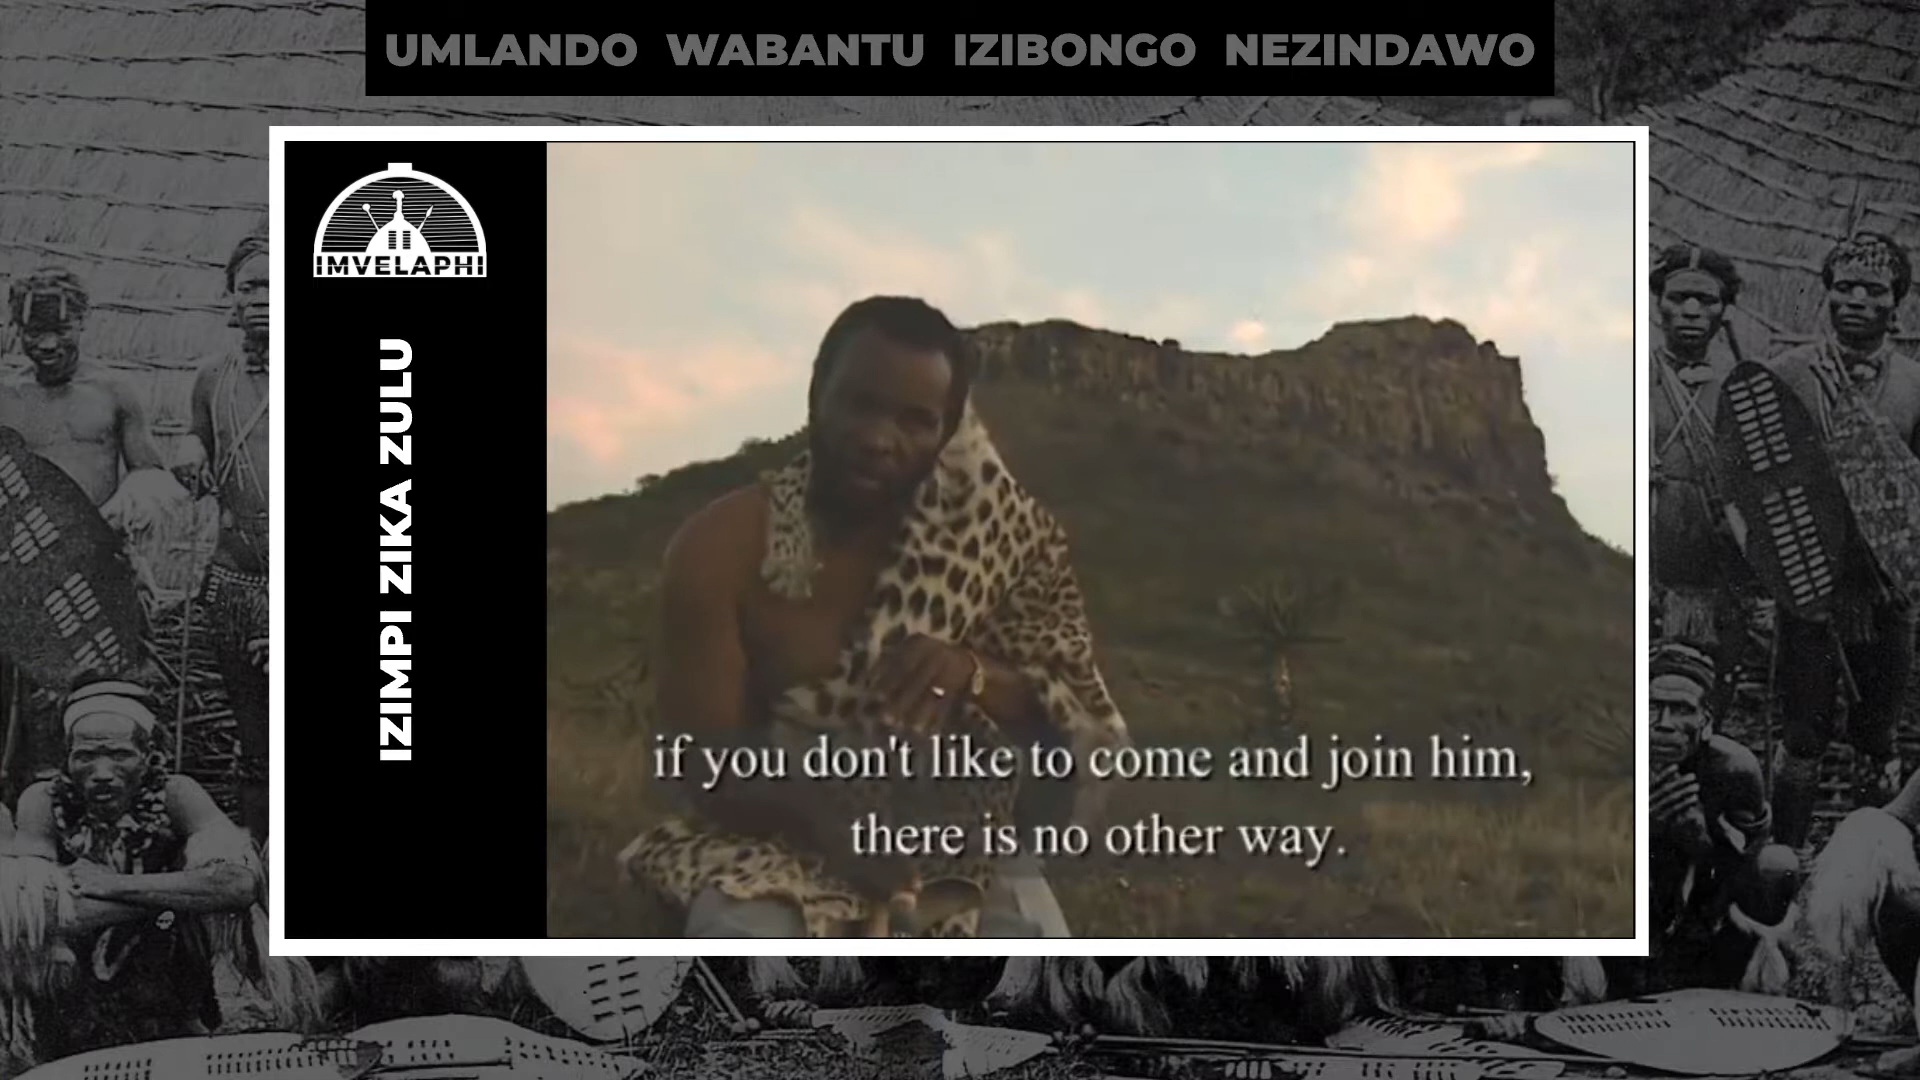 UMLANDO WABANTU IZIBONGO NEZINDAWO
IMVELAPHI
IZIMPI ZIKA ZULU
if you don't like to come and join him,
there is no other way.